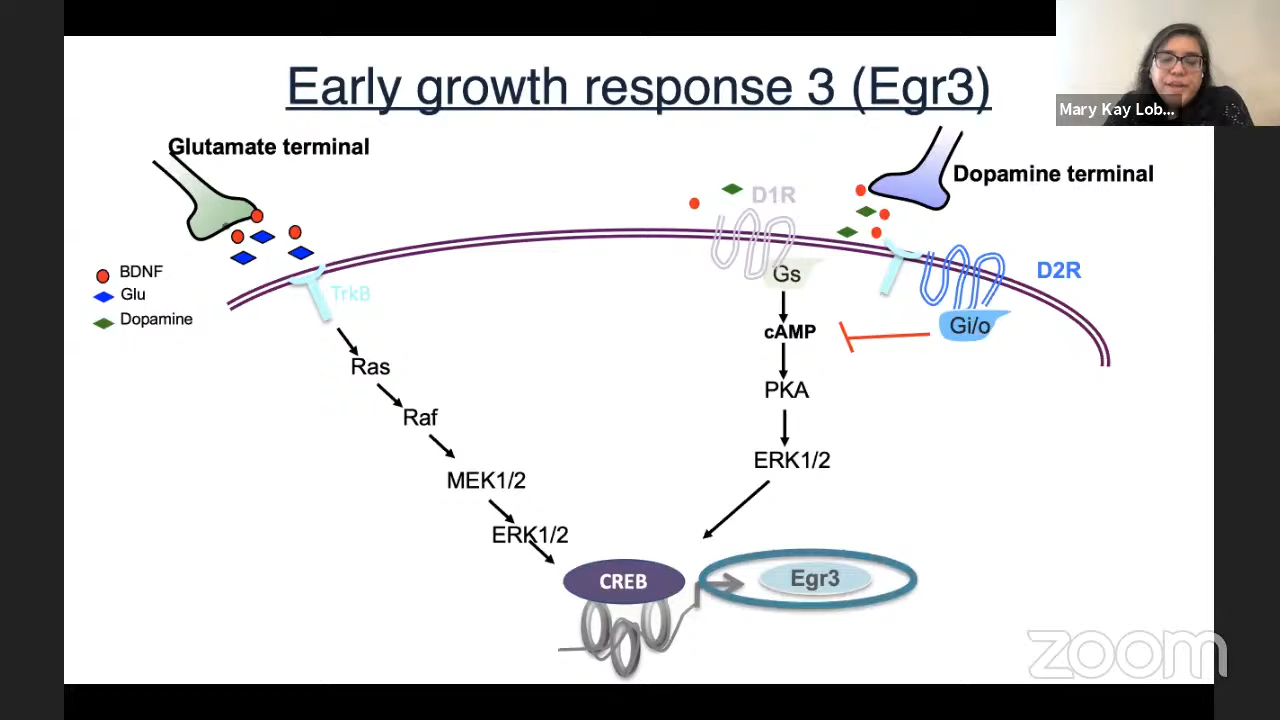 Early growth response 3 (Egr3)
Mary Kay Lob...
Glutamate terminal
Dopamine terminal
D1R
BDNF
Glu
Dopamine
TrkB
Gs
D2R
Gi/o
cAMP
Ras
PKA
Raf
ERK1/2
MEK1/2
ERK1/2
CREB
Egr3
zoom